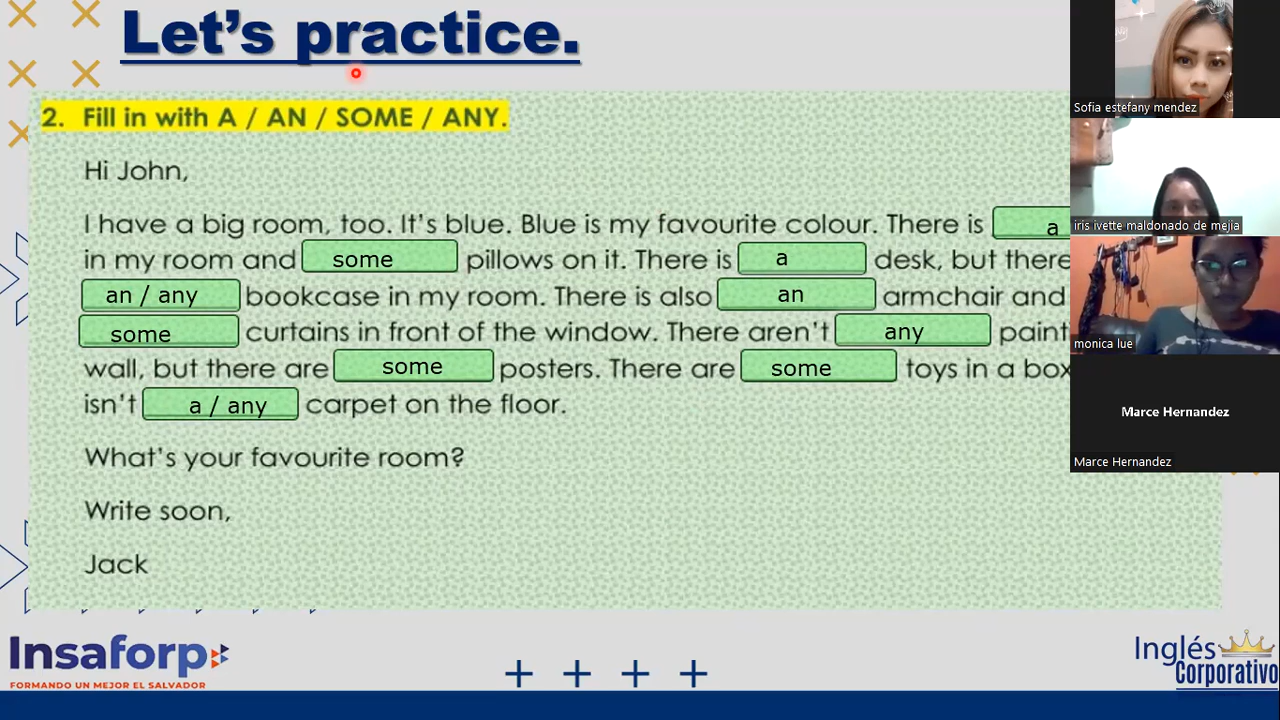 Let's practice.
2. Fill in with A / AN / SOME / ANY.
Hi John,
I have a big room, too. It's blue. Blue is my favourite colour. There is a
in my room and some pillows on it. There is a desk, but there
an / any bookcase in my room. There is also an armchair and
some curtains in front of the window. There aren't any paint
wall, but there are some posters. There are some toys in a box
isn't a / any carpet on the floor.
What's your favourite room?
Write soon,
Jack
Sofia estefany mendez
iris ivette maldonado de mejia
monica lue
Marce Hernandez
Marce Hernandez
Insaforp
FORMANDO UN MEJOR EL SALVADOR
Inglés
Corporativo